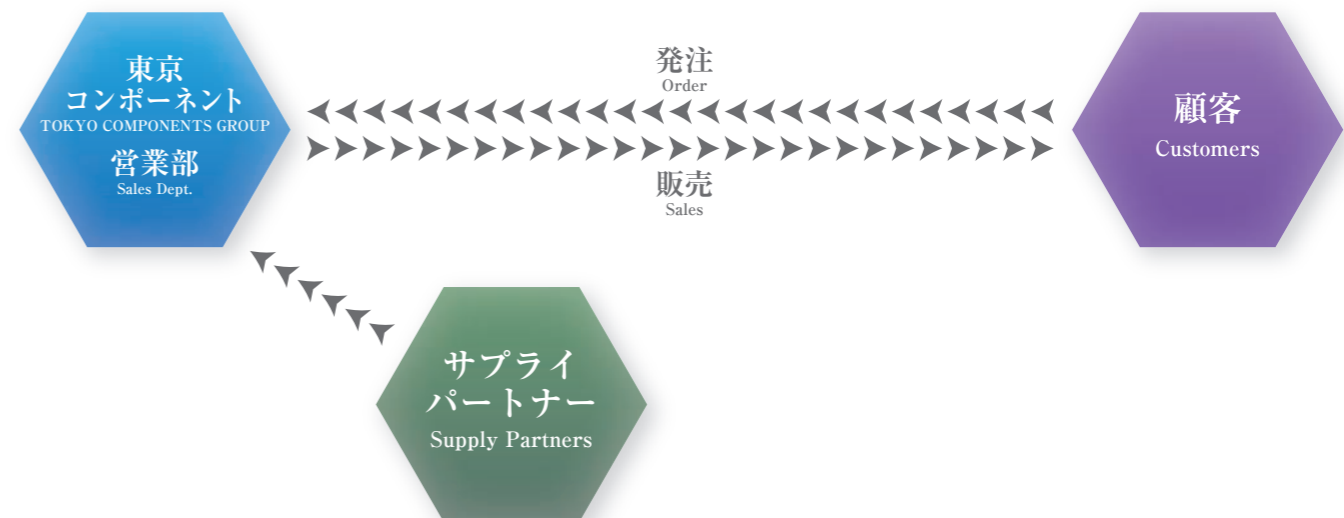 東京
コンポーネント
TOKYO COMPONENTS GROUP
営業部
Sales Dept.
発注
Order
販売
Sales
顧客
Customers
サプライ
パートナー
Supply Partners